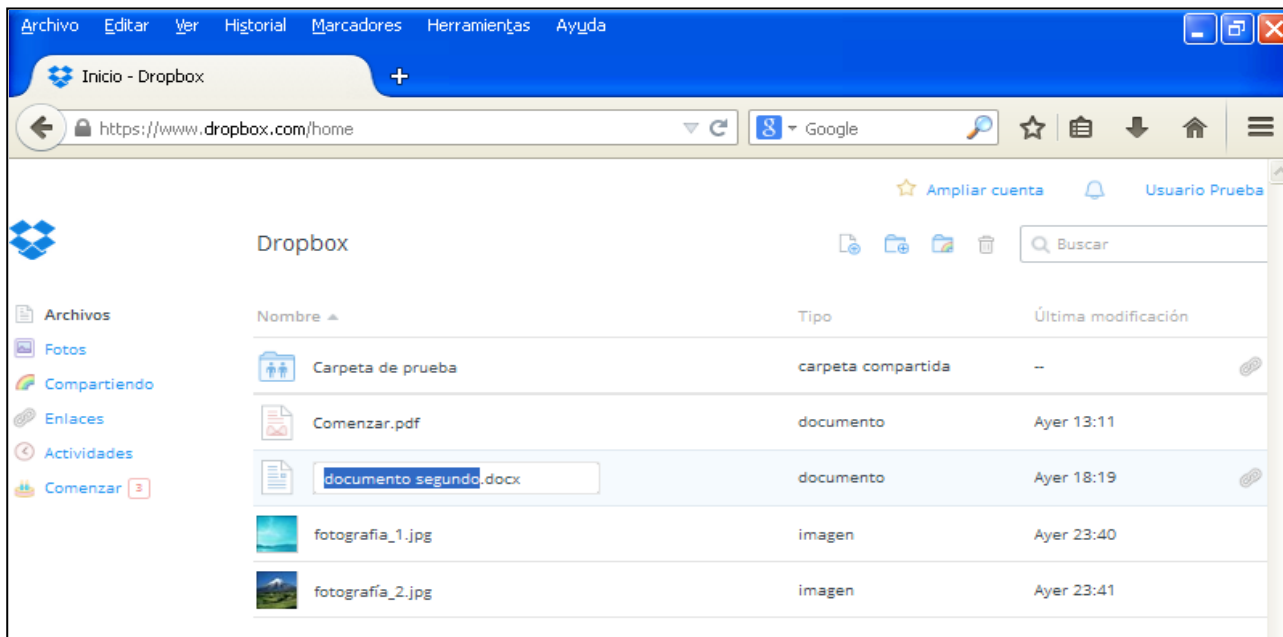 Archivo Editar Ver Historial Marcadores Herramientas Ayuda
Inicio - Dropbox
https://www.dropbox.com/home
8 Google
Ampliar cuenta Usuario Prueba
Dropbox Buscar
Archivos
Fotos
Compartiendo
Enlaces
Actividades
Comenzar 3
Nombre Tipo Última modificación
Carpeta de prueba carpeta compartida --
Comenzar.pdf documento Ayer 13:11
documento segundo.docx documento Ayer 18:19
fotografia_1.jpg imagen Ayer 23:40
fotografía_2.jpg imagen Ayer 23:41